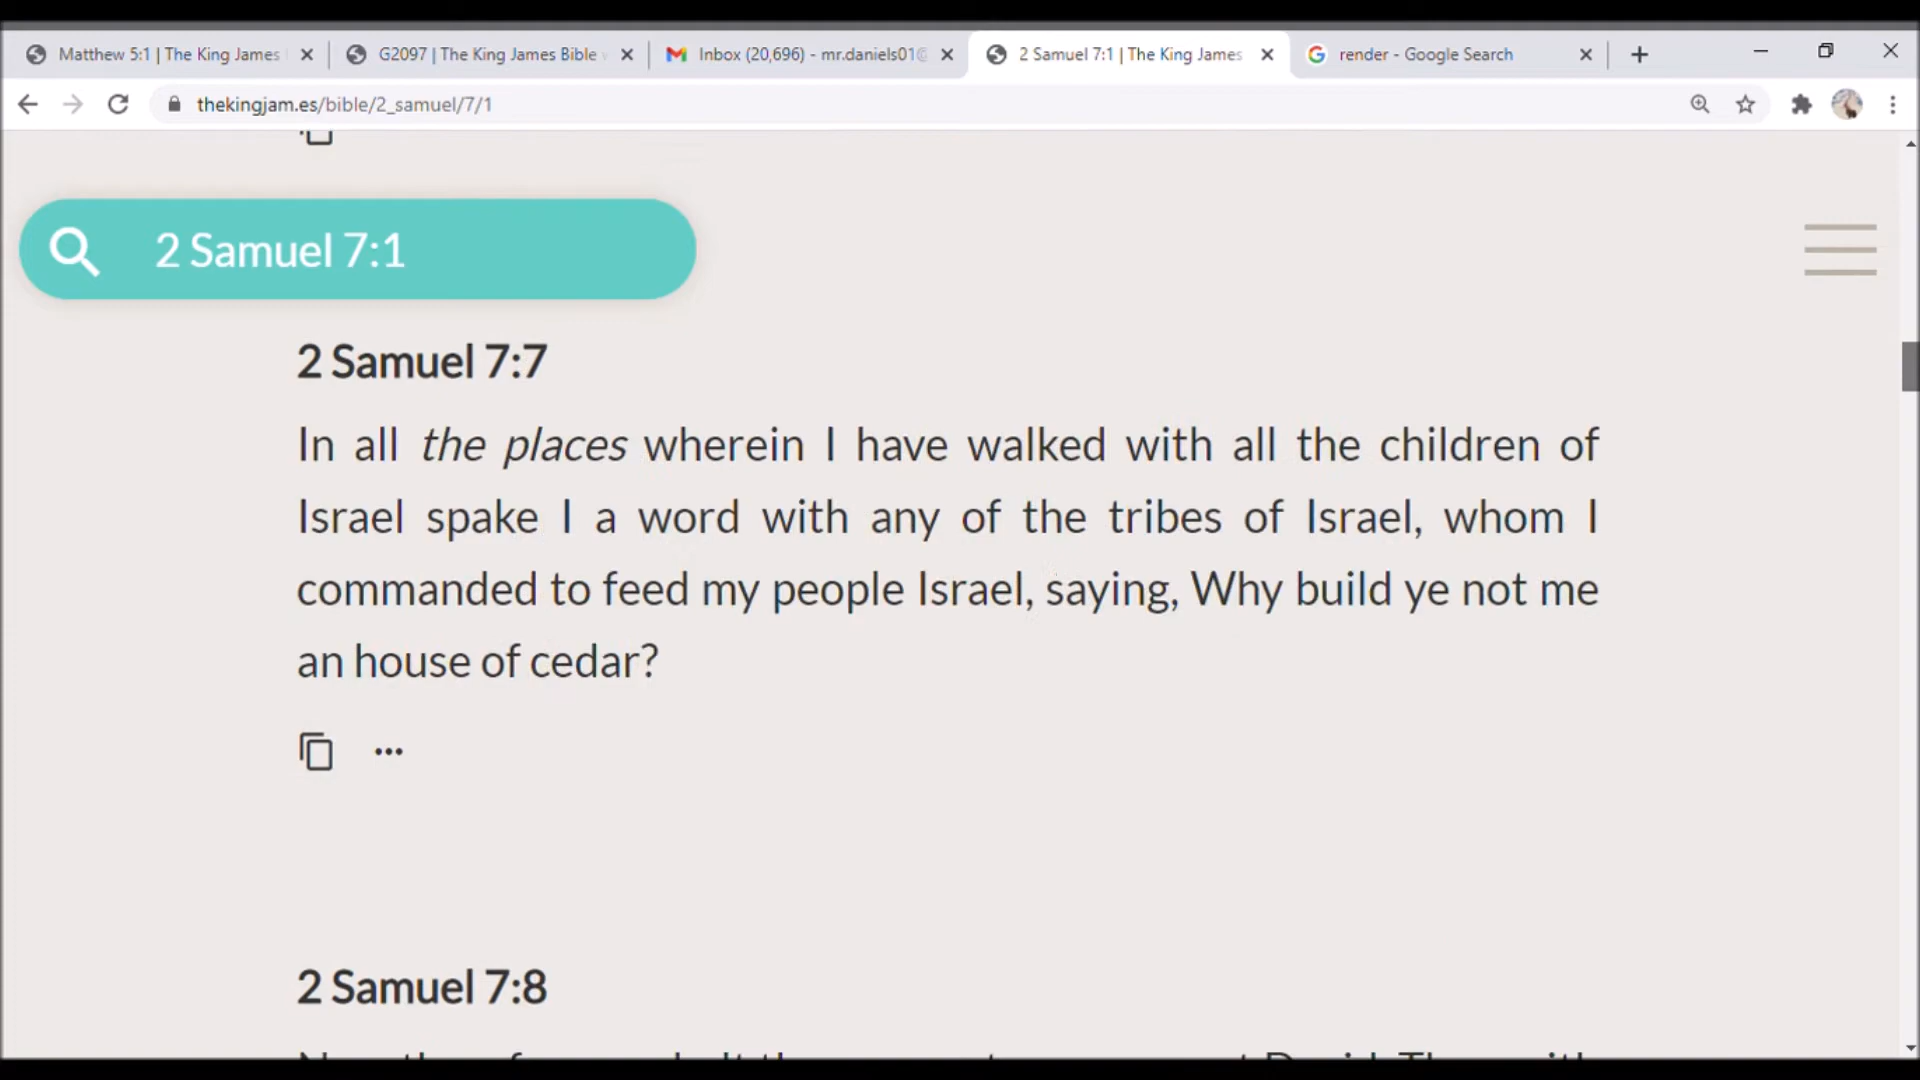 Matthew 5:1 | The King James
G2097 | The King James Bible
Inbox (20,696) - mr.daniels01@
2 Samuel 7:1 | The King James
render - Google Search
thekingjam.es/bible/2_samuel/7/1
2 Samuel 7:1
2 Samuel 7:7
In all the places wherein I have walked with all the children of
Israel spake I a word with any of the tribes of Israel, whom I
commanded to feed my people Israel, saying, Why build ye not me
an house of cedar?
2 Samuel 7:8